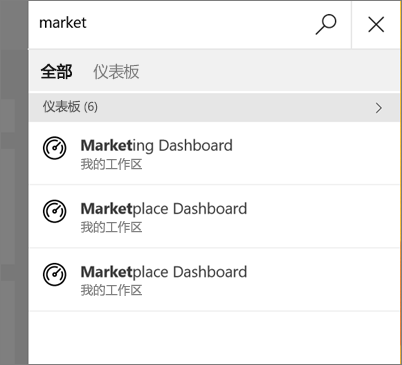 market
全部 仪表板
仪表板 (6)
Marketing Dashboard
我的工作区
Marketplace Dashboard
我的工作区
Marketplace Dashboard
我的工作区